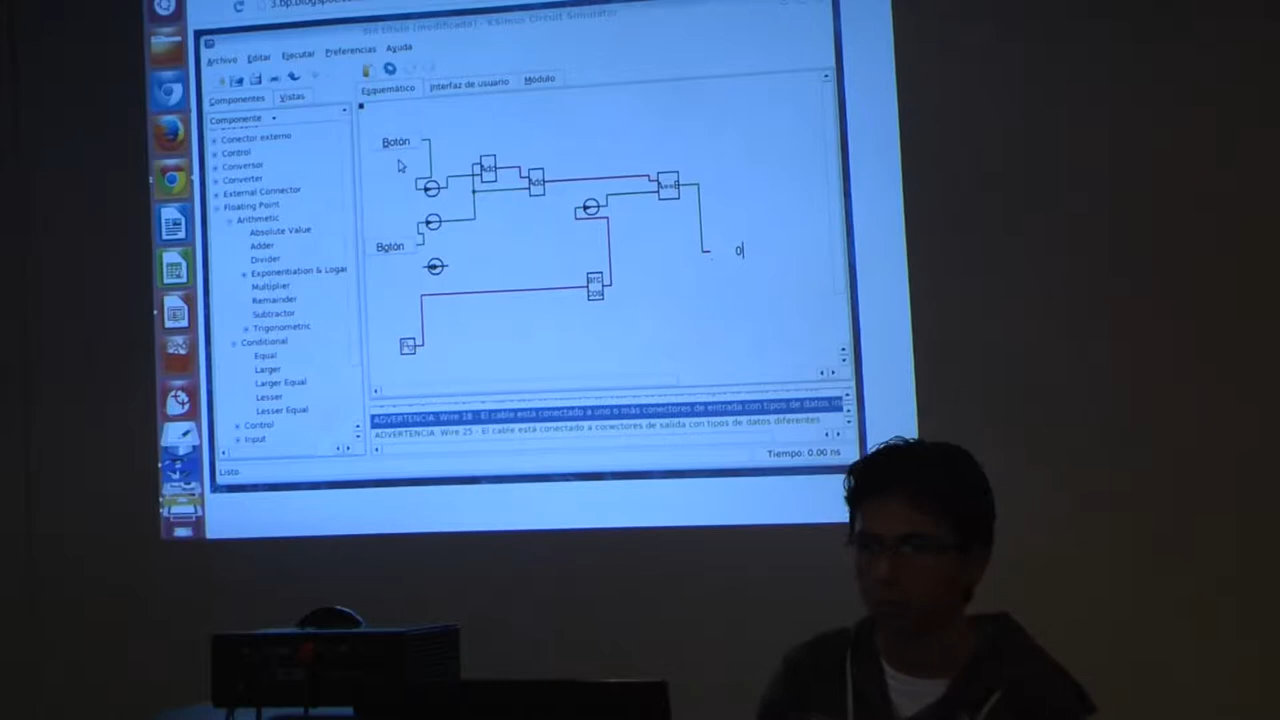 3.bp.blogspot.co
Sin título [modificada] - KSimus Circuit Simulator
Archivo Editar Ejecutar Preferencias Ayuda
Componentes Vistas
Esquemático Interfaz de usuario Módulo
Componente
Conector externo
Control
Conversor
Converter
External Connector
Floating Point
Arithmetic
Absolute Value
Adder
Divider
Exponentiation & Logar
Multiplier
Remainder
Subtractor
Trigonometric
Conditional
Equal
Larger
Larger Equal
Lesser
Lesser Equal
Control
Input
Botón
Add
Add
A==B
Botón
0
arc
cos
ADVERTENCIA: Wire 18 - El cable está conectado a uno o más conectores de entrada con tipos de datos in
ADVERTENCIA: Wire 25 - El cable está conectado a conectores de salida con tipos de datos diferentes
Tiempo: 0.00 ns
Listo.